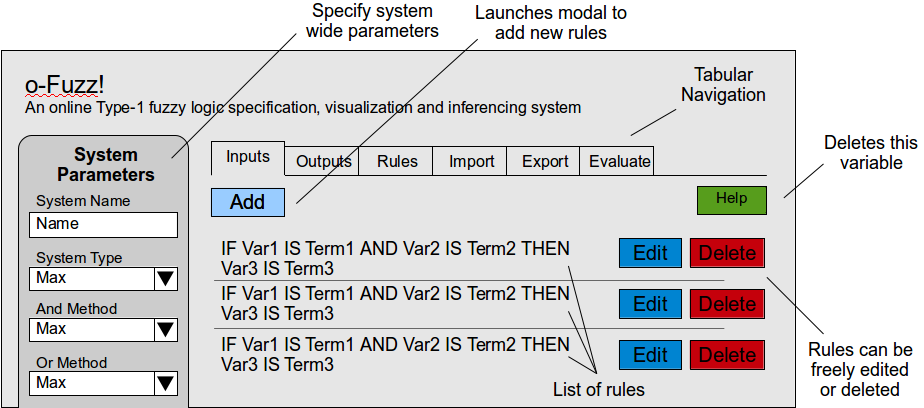 Specify system
wide parameters
Launches modal to
add new rules
o-Fuzz!
An online Type-1 fuzzy logic specification, visualization and inferencing system
Tabular
Navigation
System
Parameters
System Name
Name
System Type
Max
And Method
Max
Or Method
Max
Inputs
Outputs
Rules
Import
Export
Evaluate
Add
Help
Deletes this
variable
IF Var1 IS Term1 AND Var2 IS Term2 THEN
Var3 IS Term3
Edit
Delete
IF Var1 IS Term1 AND Var2 IS Term2 THEN
Var3 IS Term3
Edit
Delete
IF Var1 IS Term1 AND Var2 IS Term2 THEN
Var3 IS Term3
Edit
Delete
List of rules
Rules can be
freely edited
or deleted